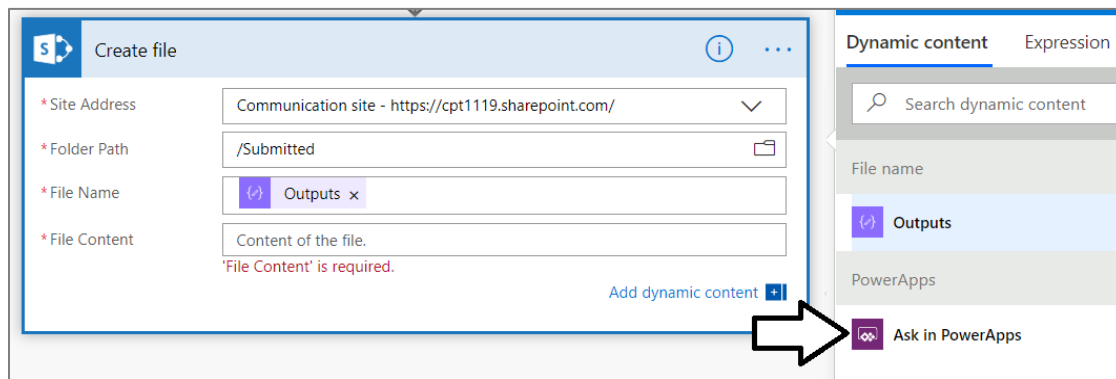 Create file
* Site Address
Communication site - https://cpt1119.sharepoint.com/
* Folder Path
/Submitted
* File Name
Outputs ×
* File Content
Content of the file.
'File Content' is required.
Add dynamic content
Dynamic content Expression
Search dynamic content
File name
Outputs
PowerApps
Ask in PowerApps